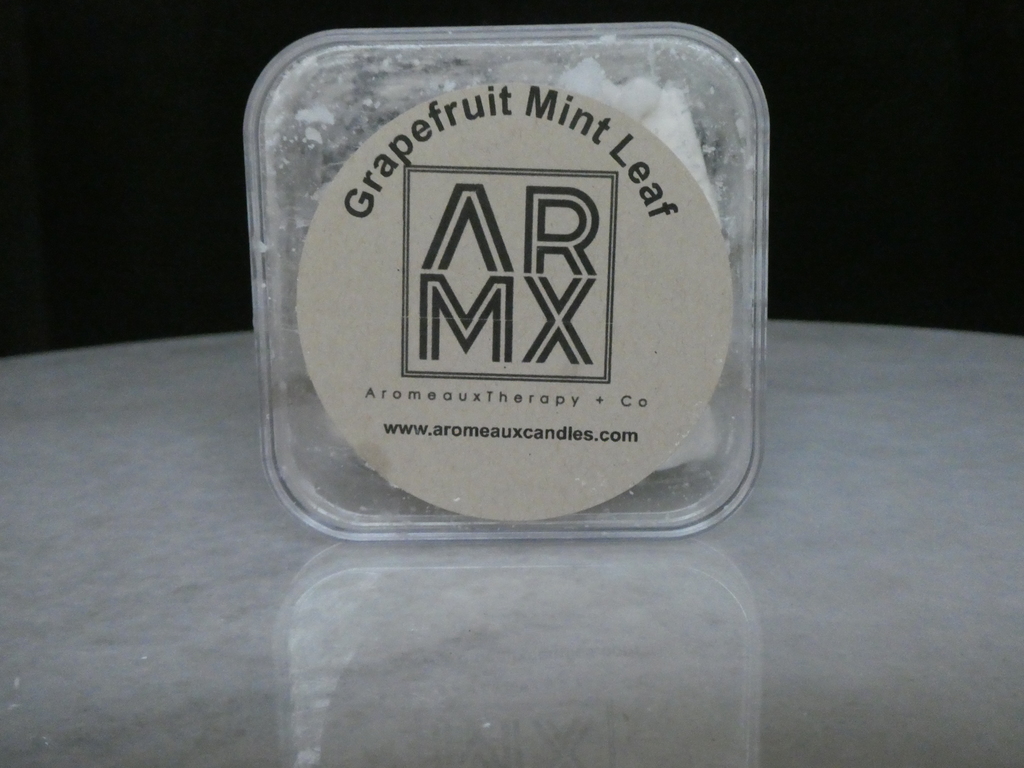 Grapefruit Mint Leaf
AR
MX
AromeauxTherapy + Co
www.aromeauxcandles.com